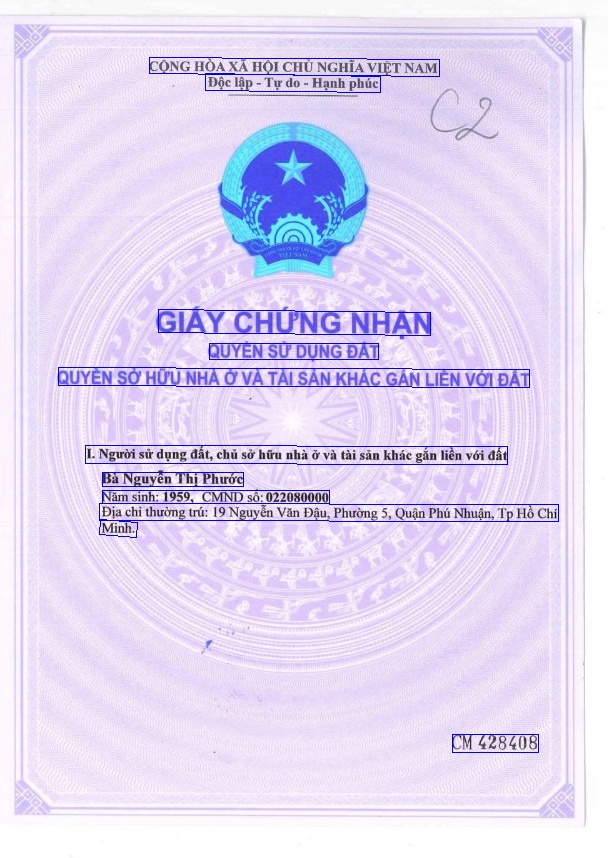 CỘNG HÒA XÃ HỘI CHỦ NGHĨA VIỆT NAM
Độc lập - Tự do - Hạnh phúc
C2
VIỆT NAM
GIẤY CHỨNG NHẬN
QUYỀN SỬ DỤNG ĐẤT
QUYỀN SỞ HỮU NHÀ Ở VÀ TÀI SẢN KHÁC GẮN LIỀN VỚI ĐẤT
I. Người sử dụng đất, chủ sở hữu nhà ở và tài sản khác gắn liền với đất
Bà Nguyễn Thị Phước
Năm sinh: 1959, CMND số: 022080000
Địa chỉ thường trú: 19 Nguyễn Văn Đậu, Phường 5, Quận Phú Nhuận, Tp Hồ Chí
Minh.
CM 428408